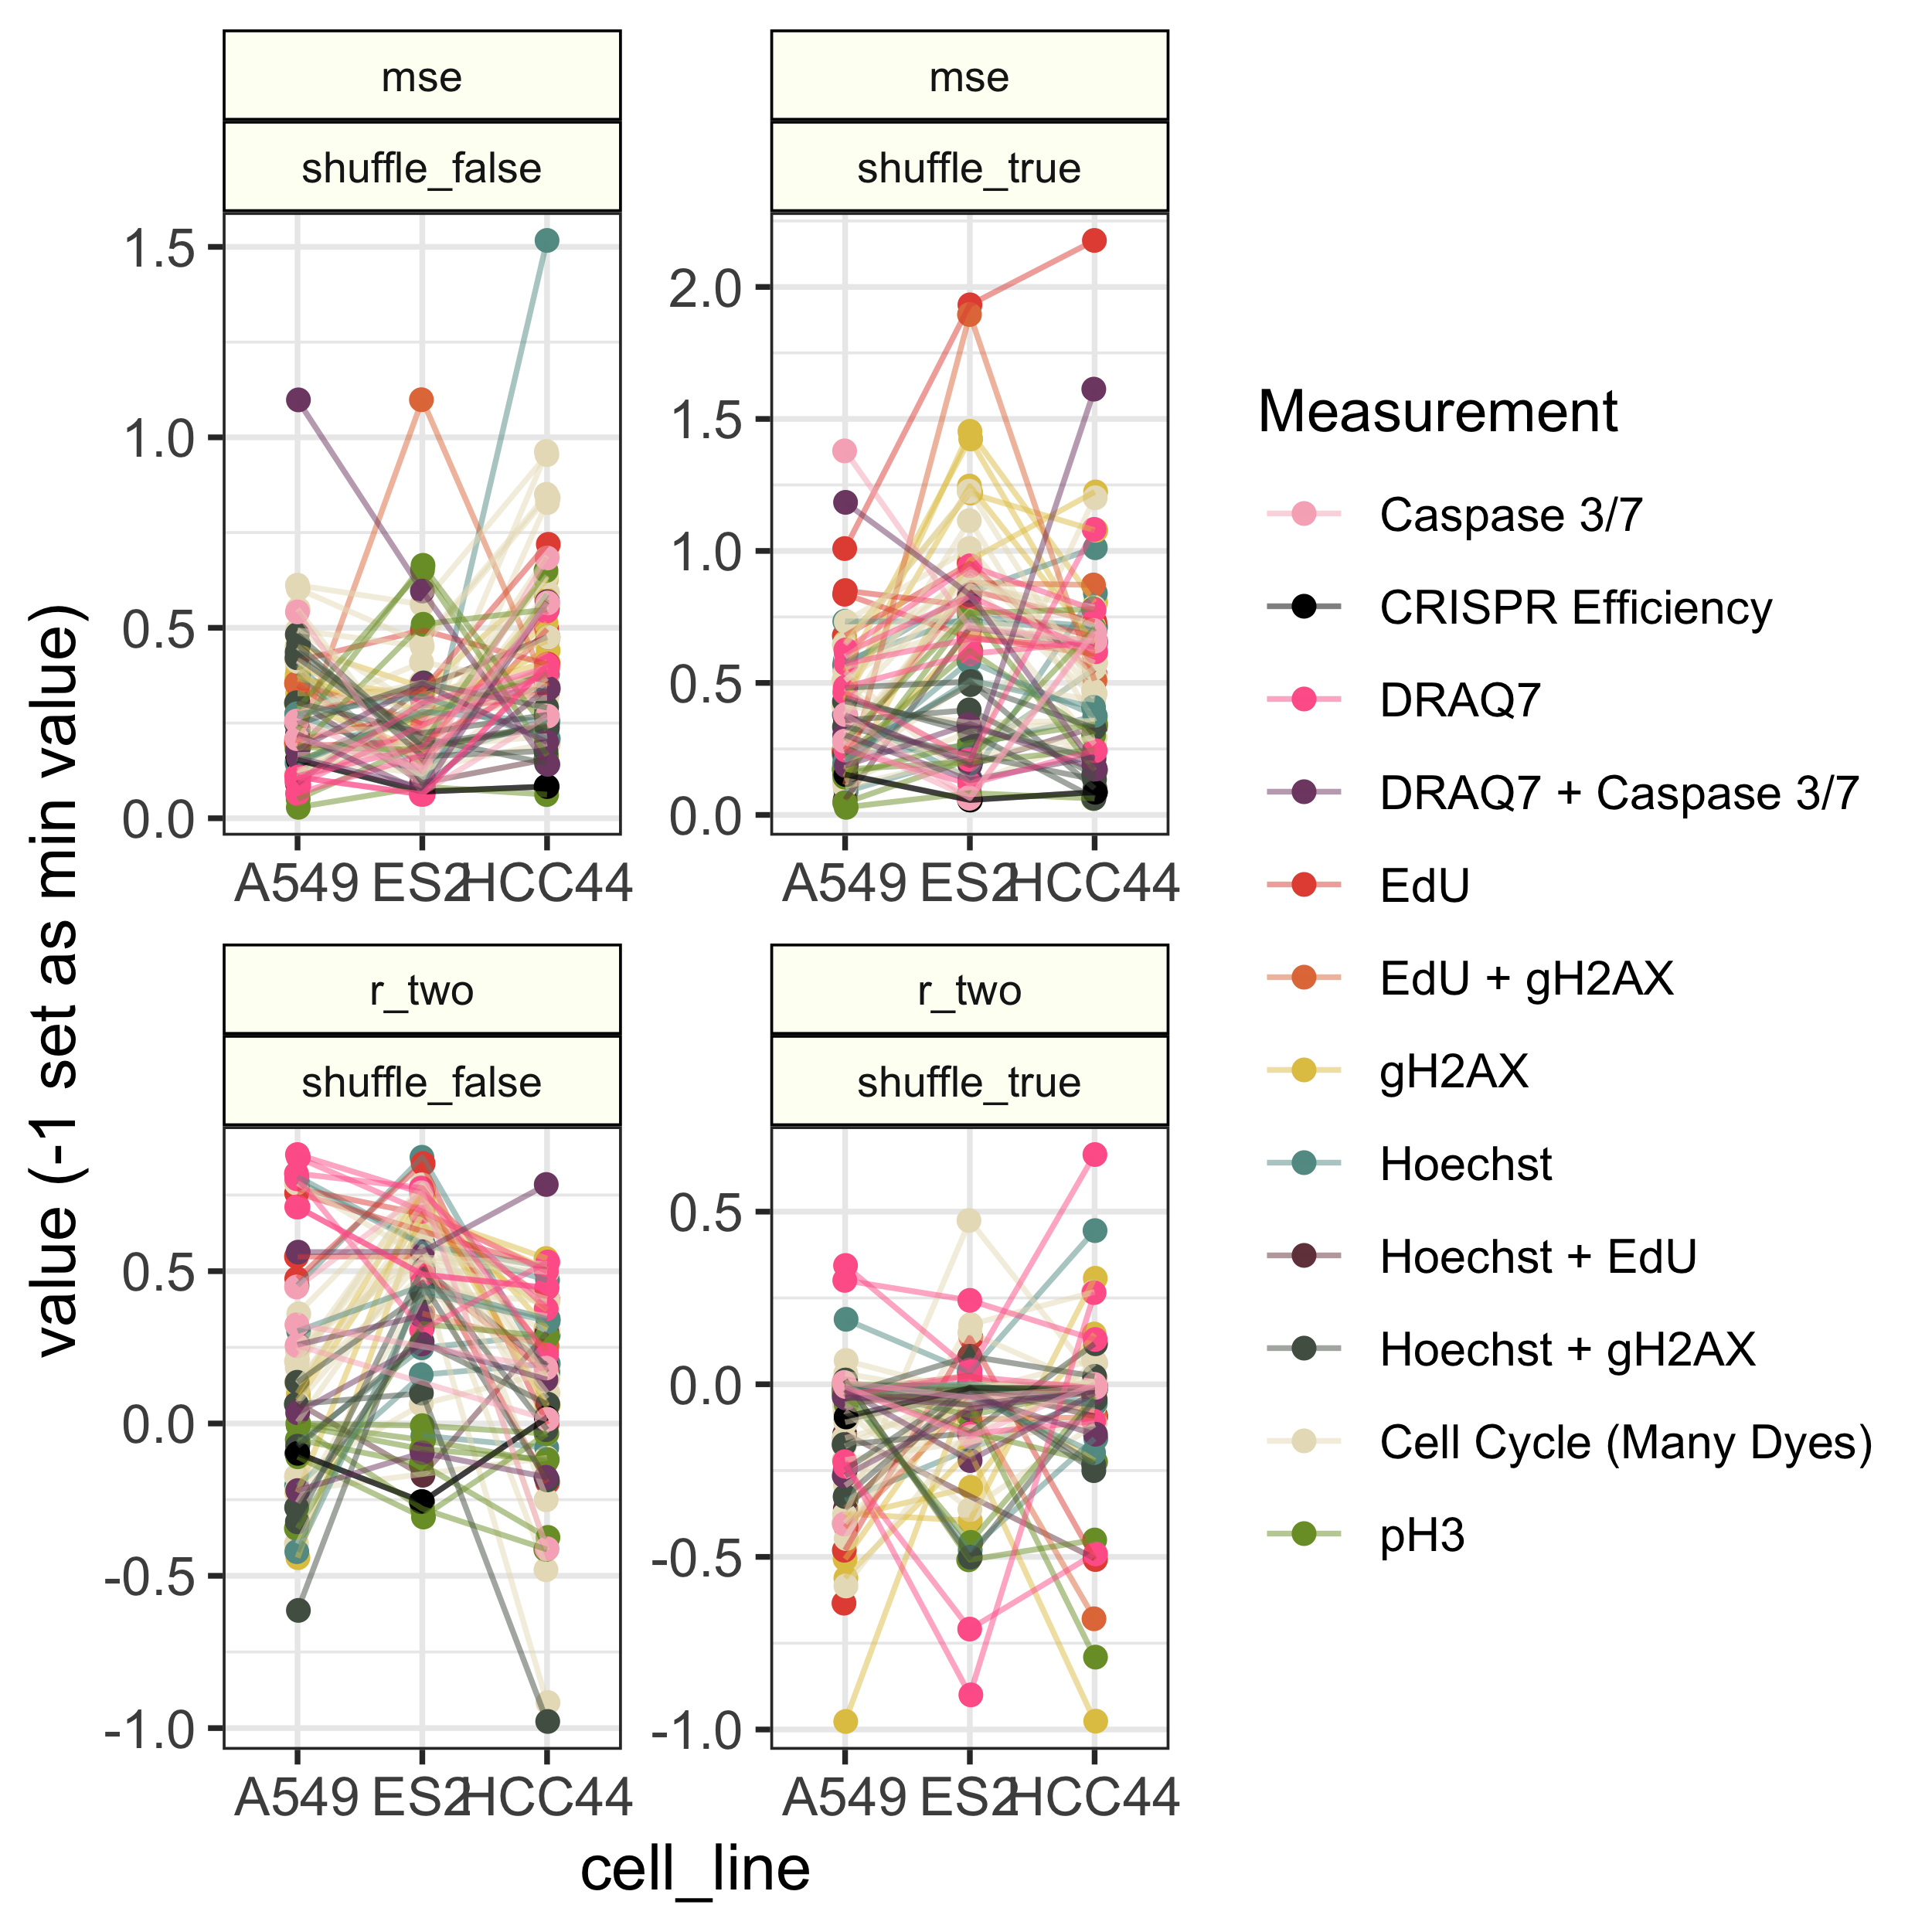 mse
shuffle_false
mse
shuffle_true
1.5
1.0
0.5
0.0
2.0
1.5
1.0
0.5
0.0
A549 ES2 HCC44
A549 ES2 HCC44
r_two
shuffle_false
r_two
shuffle_true
0.5
0.0
-0.5
-1.0
0.5
0.0
-0.5
-1.0
A549 ES2 HCC44
A549 ES2 HCC44
cell_line
value (-1 set as min value)
Measurement
Caspase 3/7
CRISPR Efficiency
DRAQ7
DRAQ7 + Caspase 3/7
EdU
EdU + gH2AX
gH2AX
Hoechst
Hoechst + EdU
Hoechst + gH2AX
Cell Cycle (Many Dyes)
pH3